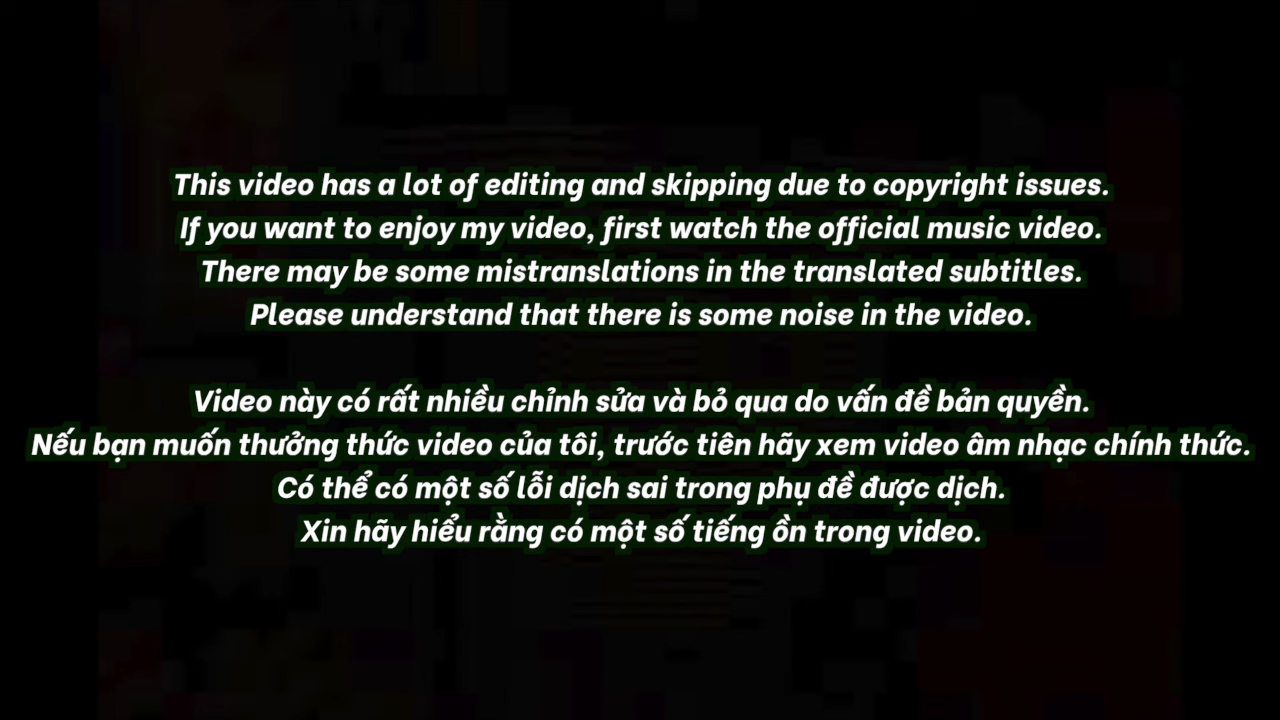 This video has a lot of editing and skipping due to copyright issues.
If you want to enjoy my video, first watch the official music video.
There may be some mistranslations in the translated subtitles.
Please understand that there is some noise in the video.
Video này có rất nhiều chỉnh sửa và bỏ qua do vấn đề bản quyền.
Nếu bạn muốn thưởng thức video của tôi, trước tiên hãy xem video âm nhạc chính thức.
Có thể có một số lỗi dịch sai trong phụ đề được dịch.
Xin hãy hiểu rằng có một số tiếng ồn trong video.